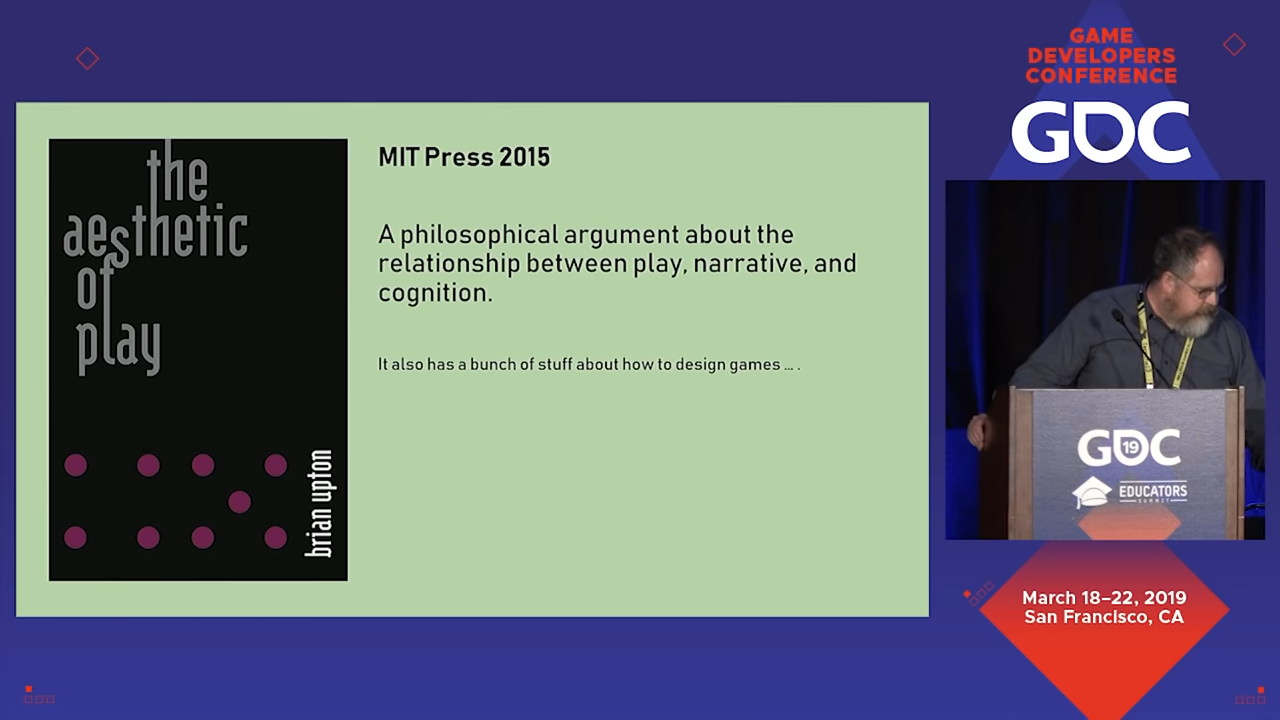 GAME
DEVELOPERS
CONFERENCE
GDC
the
aesthetic
of
play
brian upton
MIT Press 2015
A philosophical argument about the
relationship between play, narrative, and
cognition.
It also has a bunch of stuff about how to design games ... .
GDC
19
EDUCATORS
SUMMIT
March 18–22, 2019
San Francisco, CA